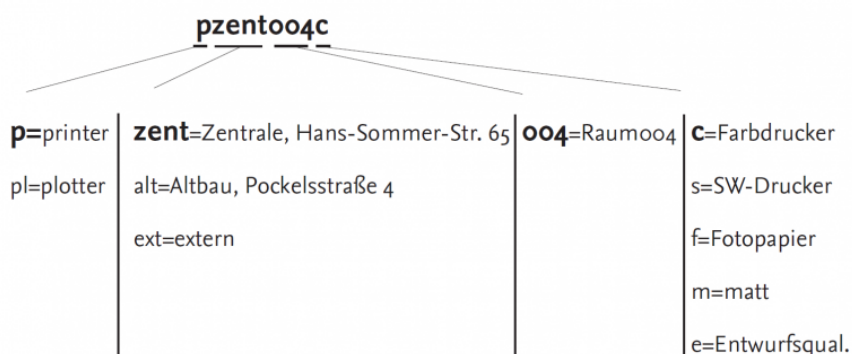 pzent004c
p=printer zent=Zentrale, Hans-Sommer-Str. 65 004=Raum004 c=Farbdrucker
pl=plotter alt=Altbau, Pockelsstraße 4 s=SW-Drucker
ext=extern f=Fotopapier
m=matt
e=Entwurfsqual.